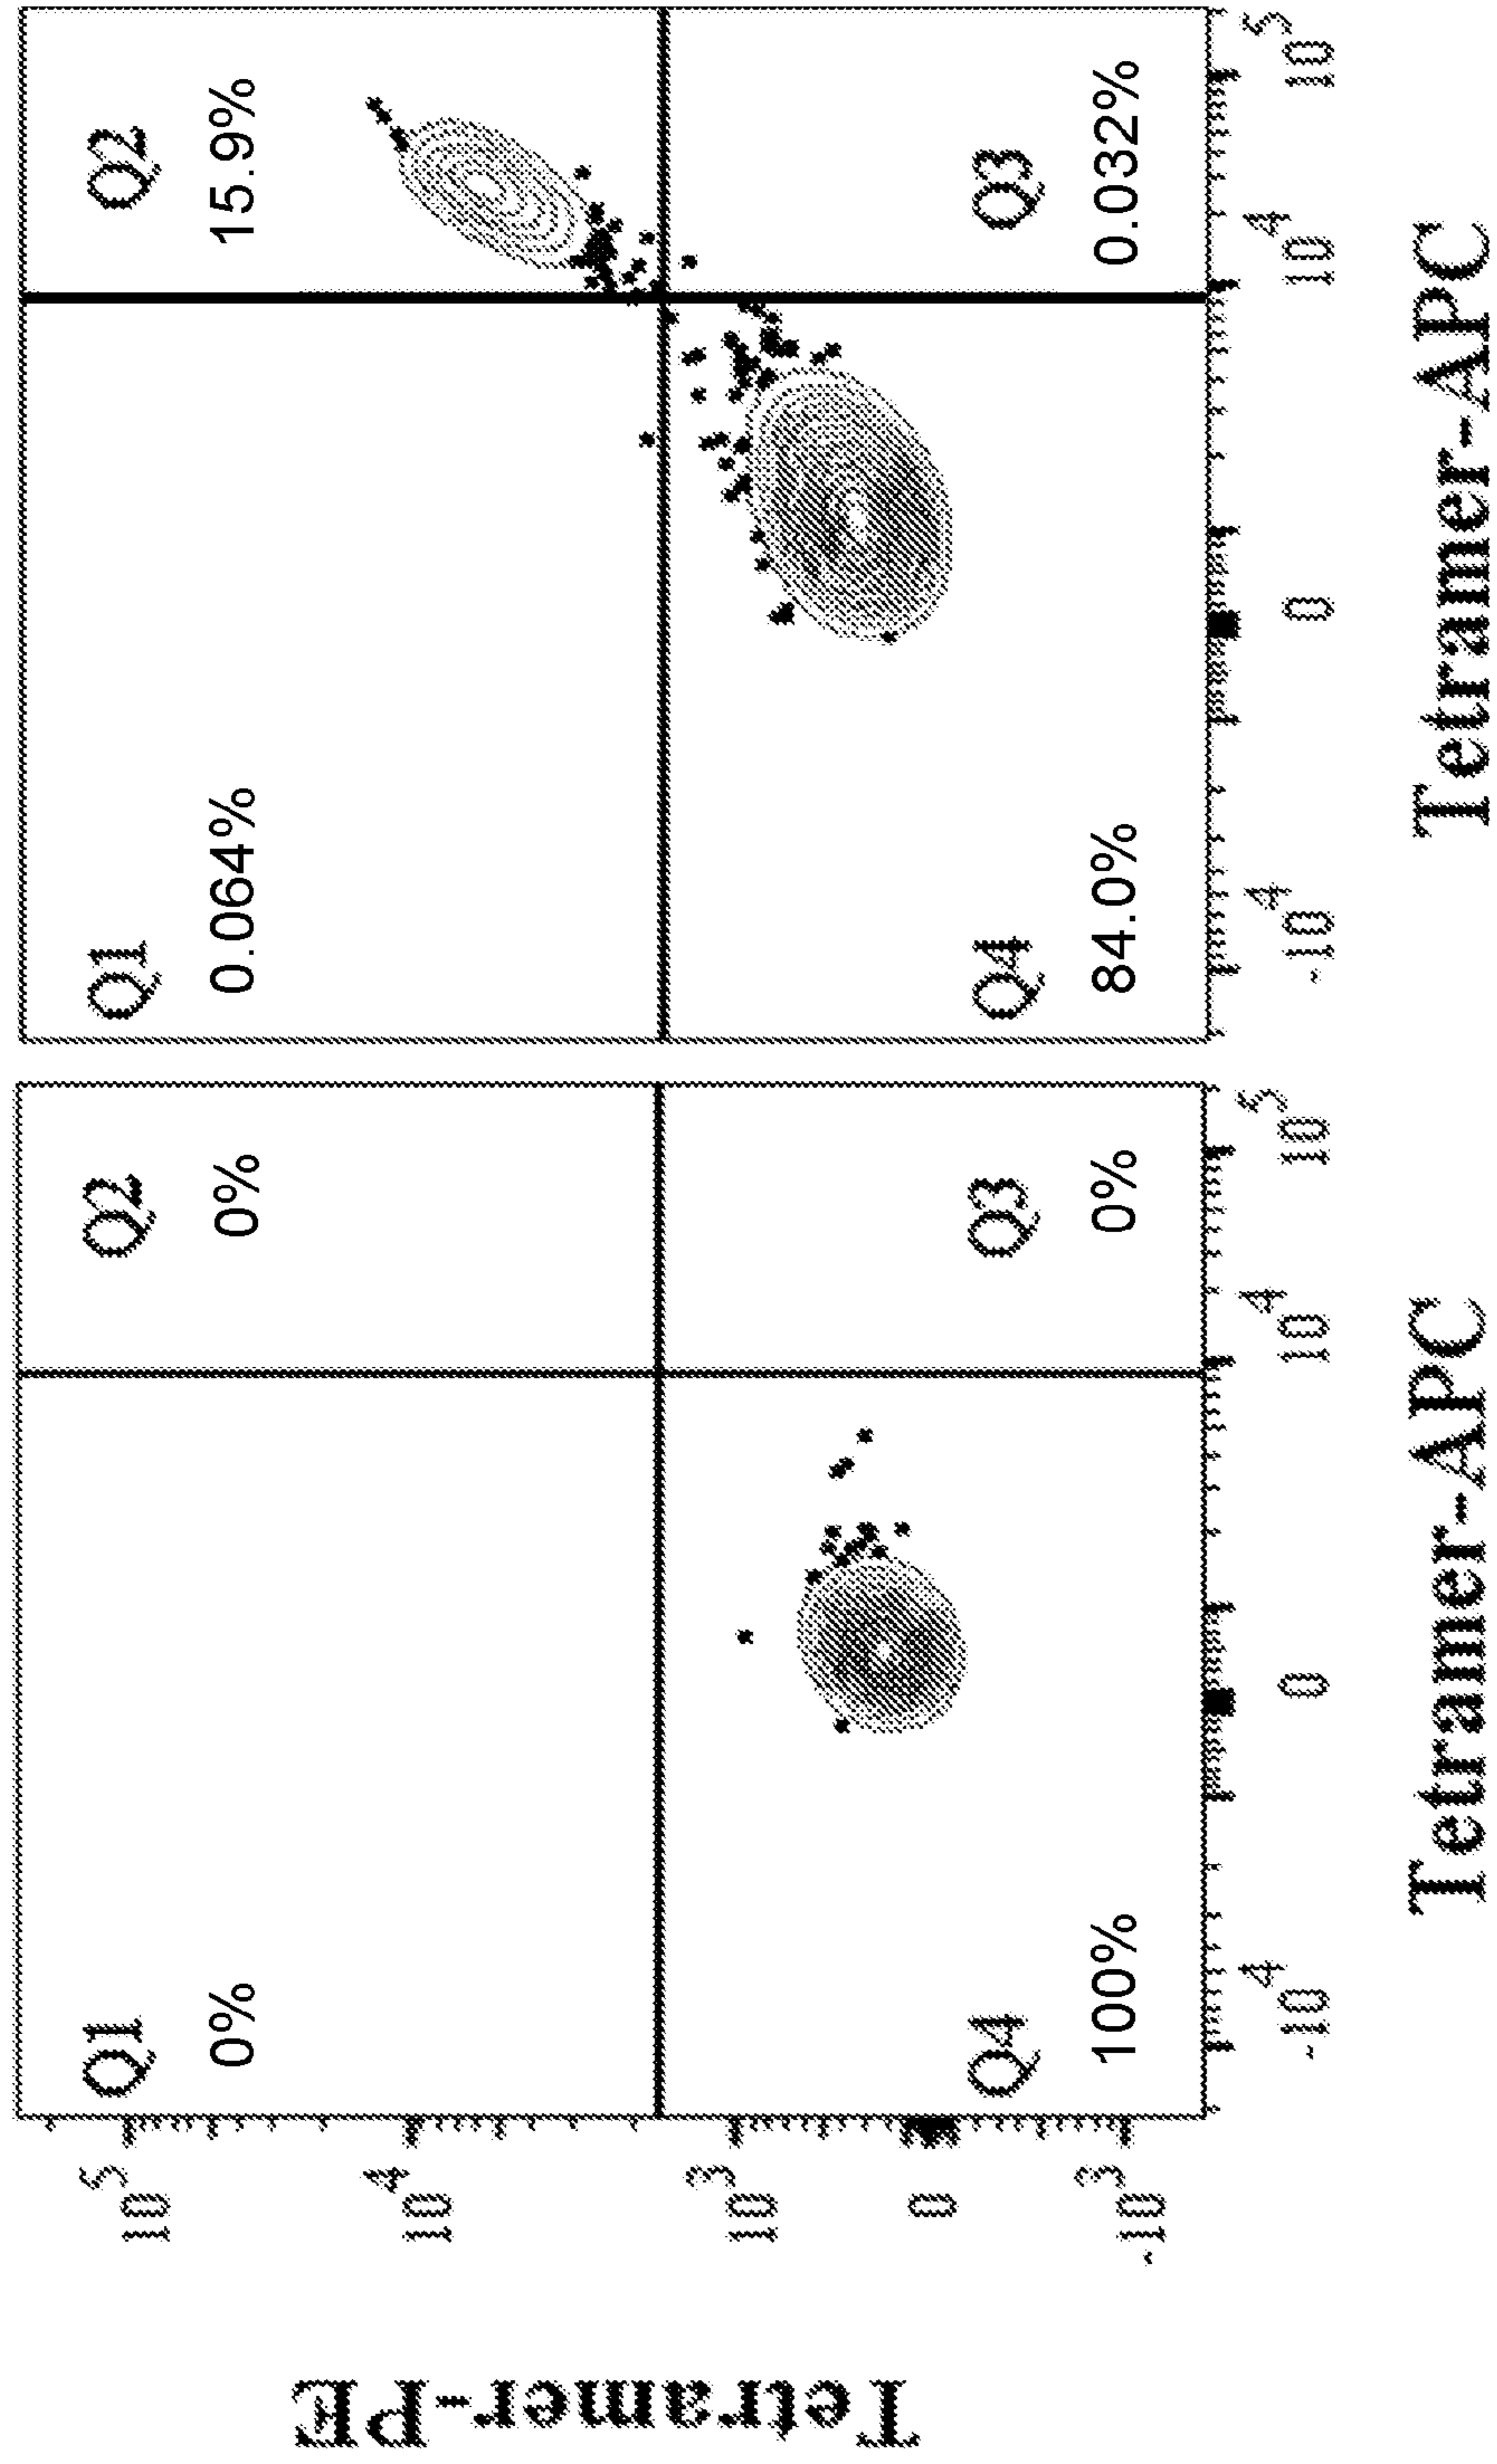 Tetramer-PE
10^5
10^4
10^3
0
-10^3
Q1
0%
Q2
0%
Q4
100%
Q3
0%
-10^4
0
10^4
10^5
Tetramer-APC
Q1
0.064%
Q2
15.9%
Q4
84.0%
Q3
0.032%
-10^4
0
10^4
10^5
Tetramer-APC